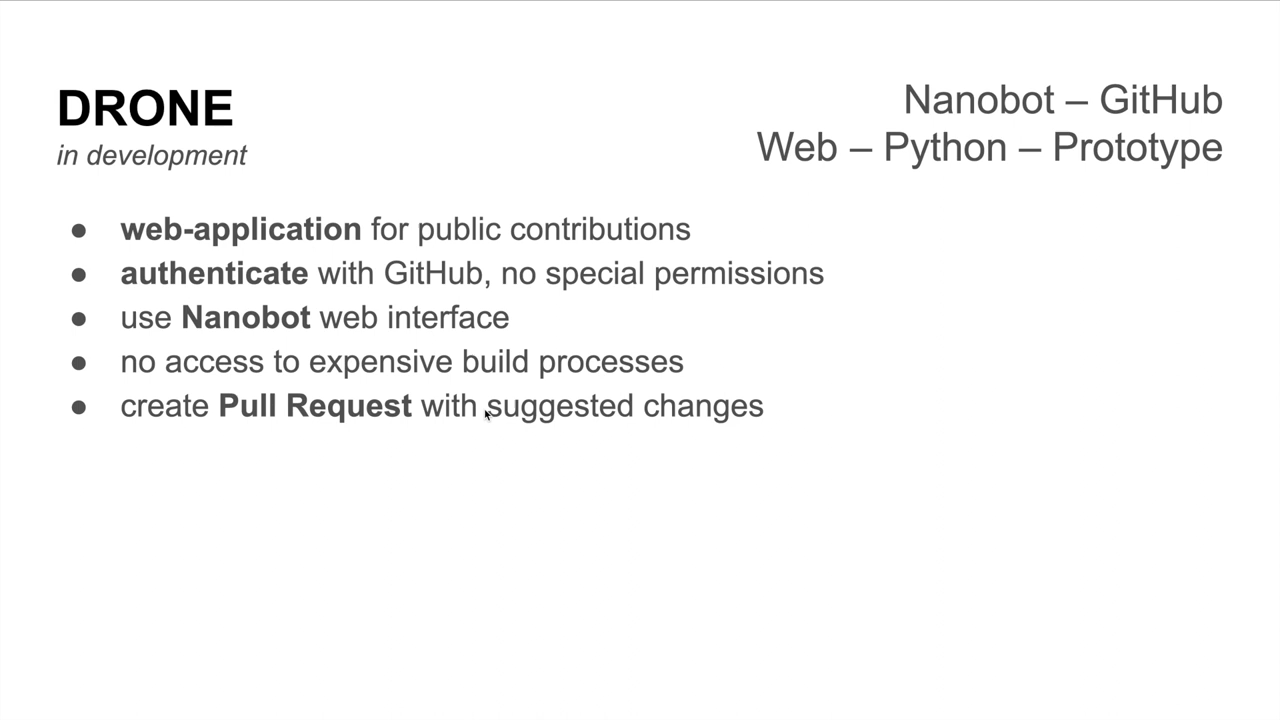 DRONE
in development
Nanobot – GitHub
Web – Python – Prototype
● web-application for public contributions
● authenticate with GitHub, no special permissions
● use Nanobot web interface
● no access to expensive build processes
● create Pull Request with suggested changes